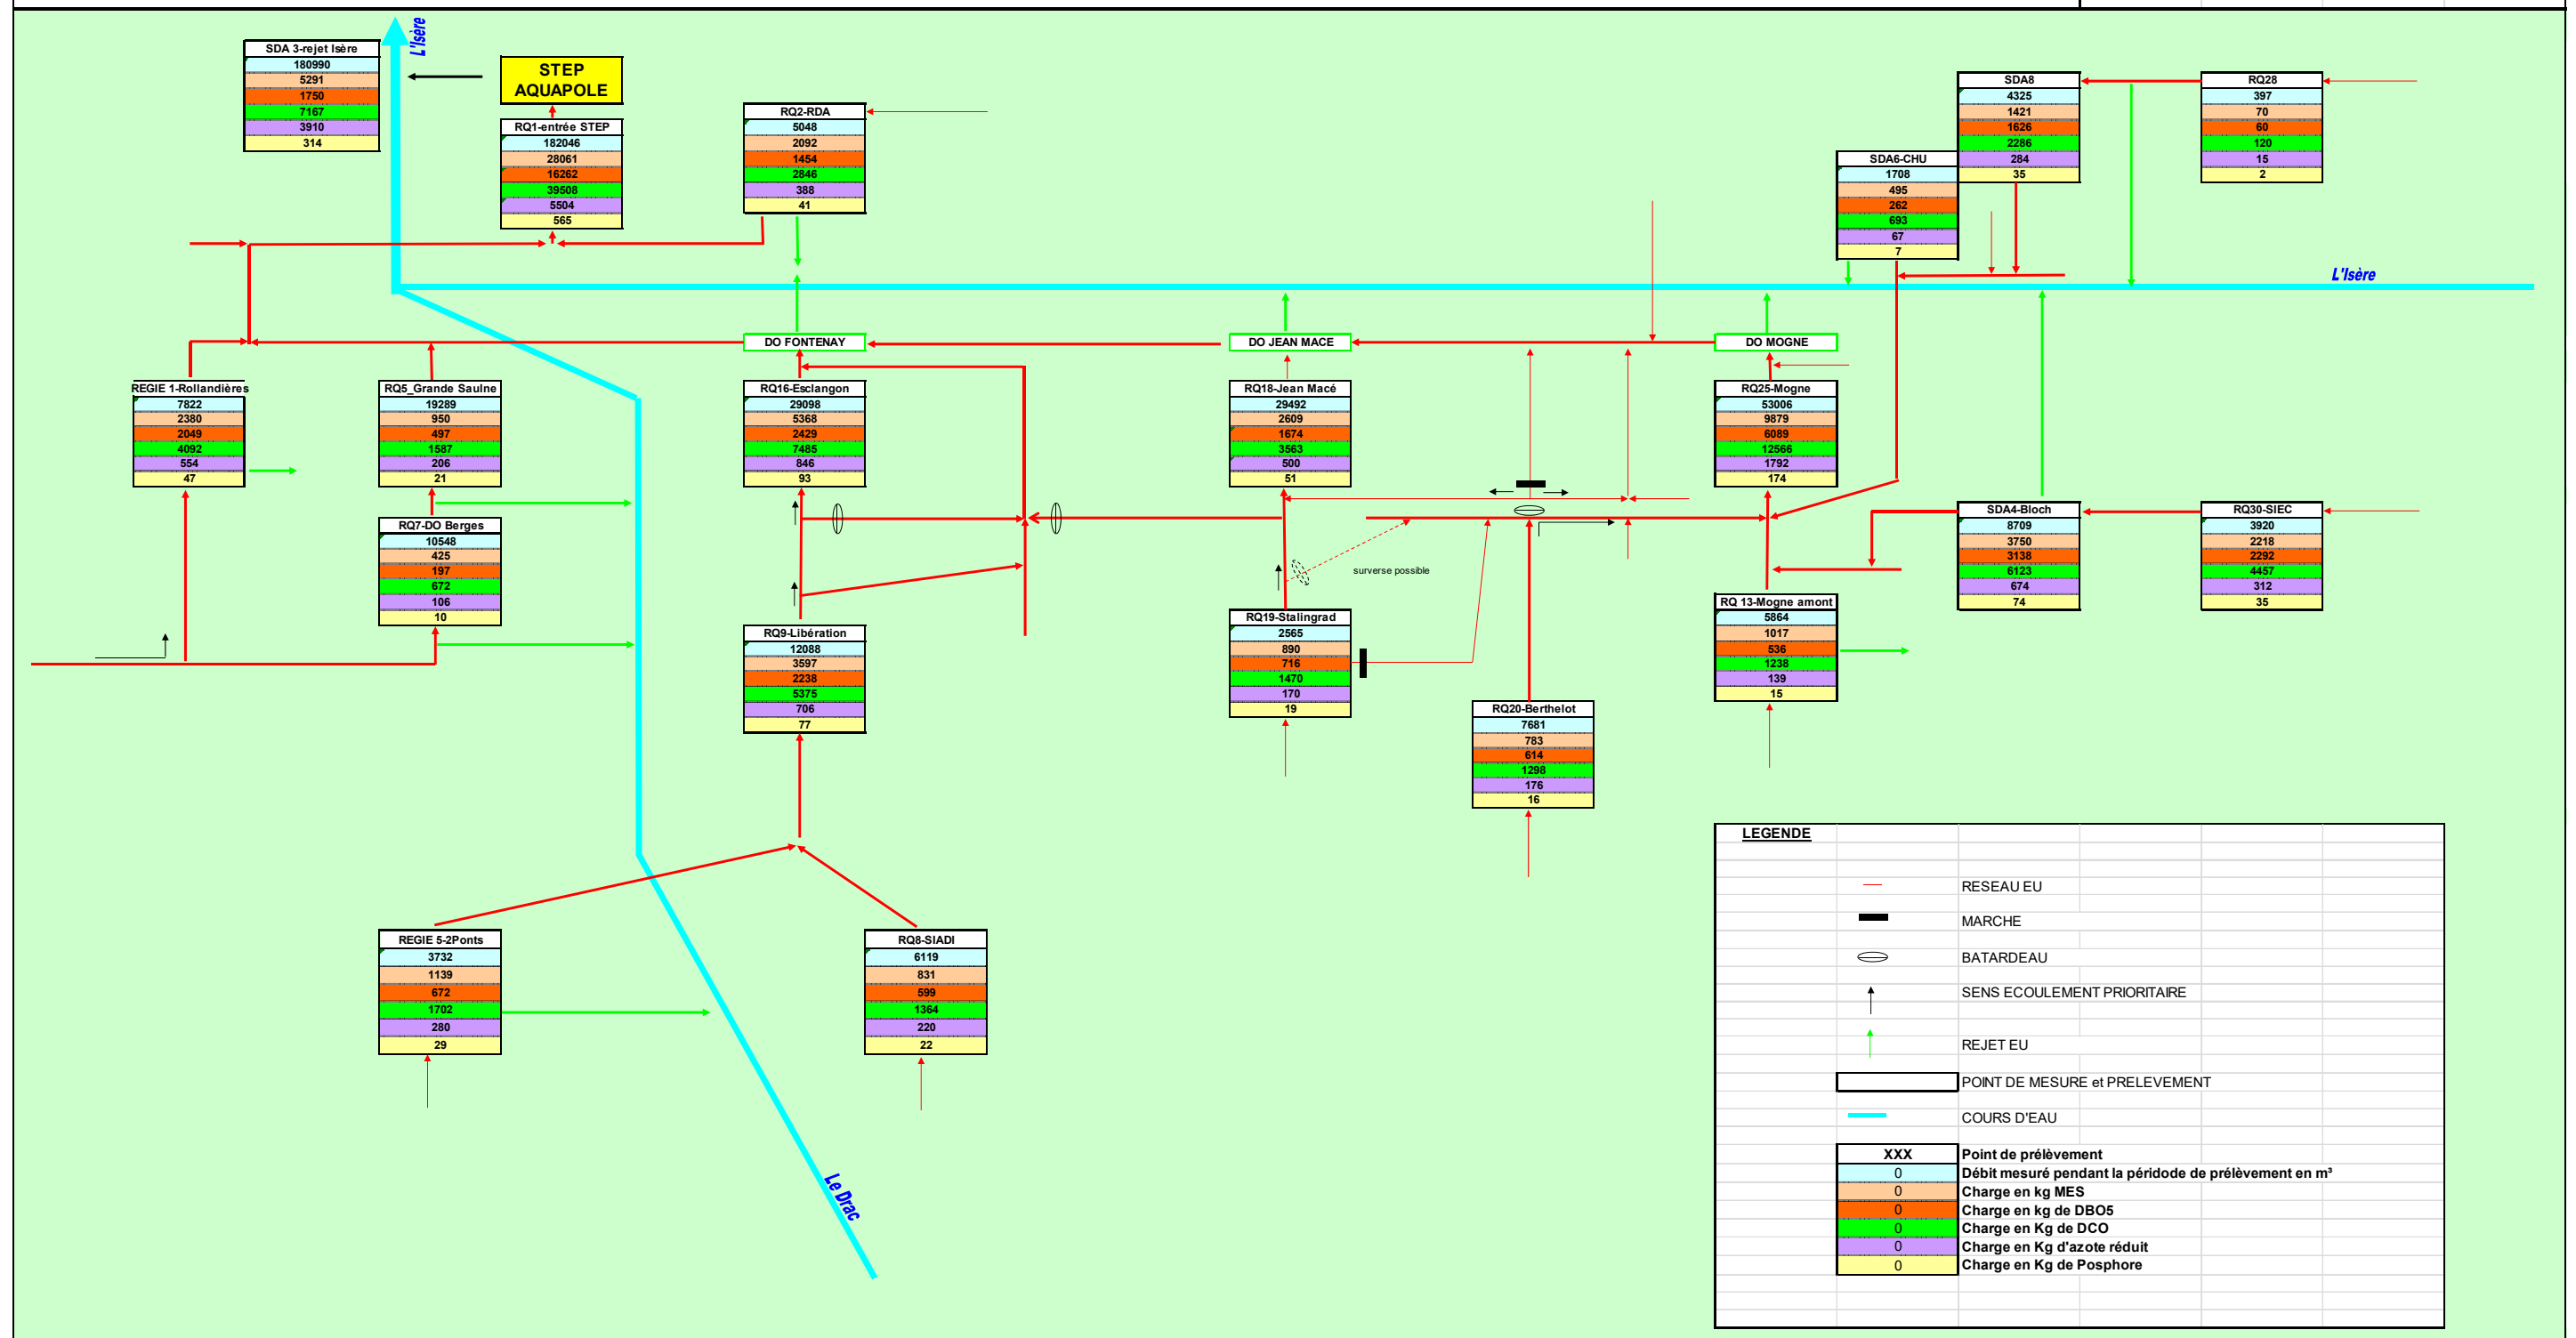 L'Isère
SDA 3-rejet Isère
180990
5291
1750
7167
3910
314
STEP
AQUAPOLE
RQ1-entrée STEP
182046
28061
16262
39508
5504
565
RQ2-RDA
5048
2092
1454
2846
388
41
SDA6-CHU
1708
495
262
693
67
7
SDA8
4325
1421
1626
2286
284
35
RQ28
397
70
60
120
15
2
L'Isère
DO FONTENAY
DO JEAN MACE
DO MOGNE
REGIE 1-Rollandières
7822
2380
2049
4092
554
47
RQ5_Grande Saulne
19289
950
497
1587
206
21
RQ16-Esclangon
29098
5368
2429
7485
846
93
RQ18-Jean Macé
29492
2609
1674
3563
500
51
RQ25-Mogne
53006
9879
6089
12566
1792
174
RQ7-DO Berges
10548
425
197
672
106
10
SDA4-Bloch
8709
3750
3138
6123
674
74
RQ30-SIEC
3920
2218
2292
4457
312
35
surverse possible
RQ9-Libération
12088
3597
2238
5375
706
77
RQ19-Stalingrad
2565
890
716
1470
170
19
RQ 13-Mogne amont
5864
1017
536
1238
139
15
RQ20-Berthelot
7681
783
614
1298
176
16
REGIE 5-2Ponts
3732
1139
672
1702
280
29
RQ8-SIADI
6119
831
599
1364
220
22
Le Drac
LEGENDE
RESEAU EU
MARCHE
BATARDEAU
SENS ECOULEMENT PRIORITAIRE
REJET EU
POINT DE MESURE et PRELEVEMENT
COURS D'EAU
XXX Point de prélèvement
0 Débit mesuré pendant la péridode de prélèvement en m³
0 Charge en kg MES
0 Charge en kg de DBO5
0 Charge en Kg de DCO
0 Charge en Kg d'azote réduit
0 Charge en Kg de Posphore